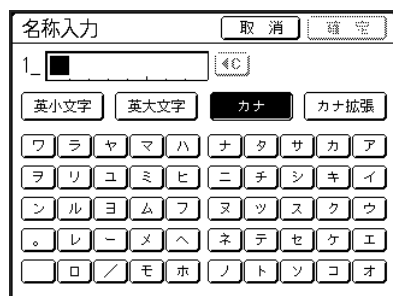 名称入力 取消 確定
1_ ◀C
英小文字 英大文字 カナ カナ拡張
ワ ラ ヤ マ ハ ナ タ サ カ ア
ヲ リ ユ ミ ヒ ニ チ シ キ イ
ン ル ヨ ム フ ヌ ツ ス ク ウ
。 レ ー メ ヘ ネ テ セ ケ エ
ロ / モ ホ ノ ト ソ コ オ